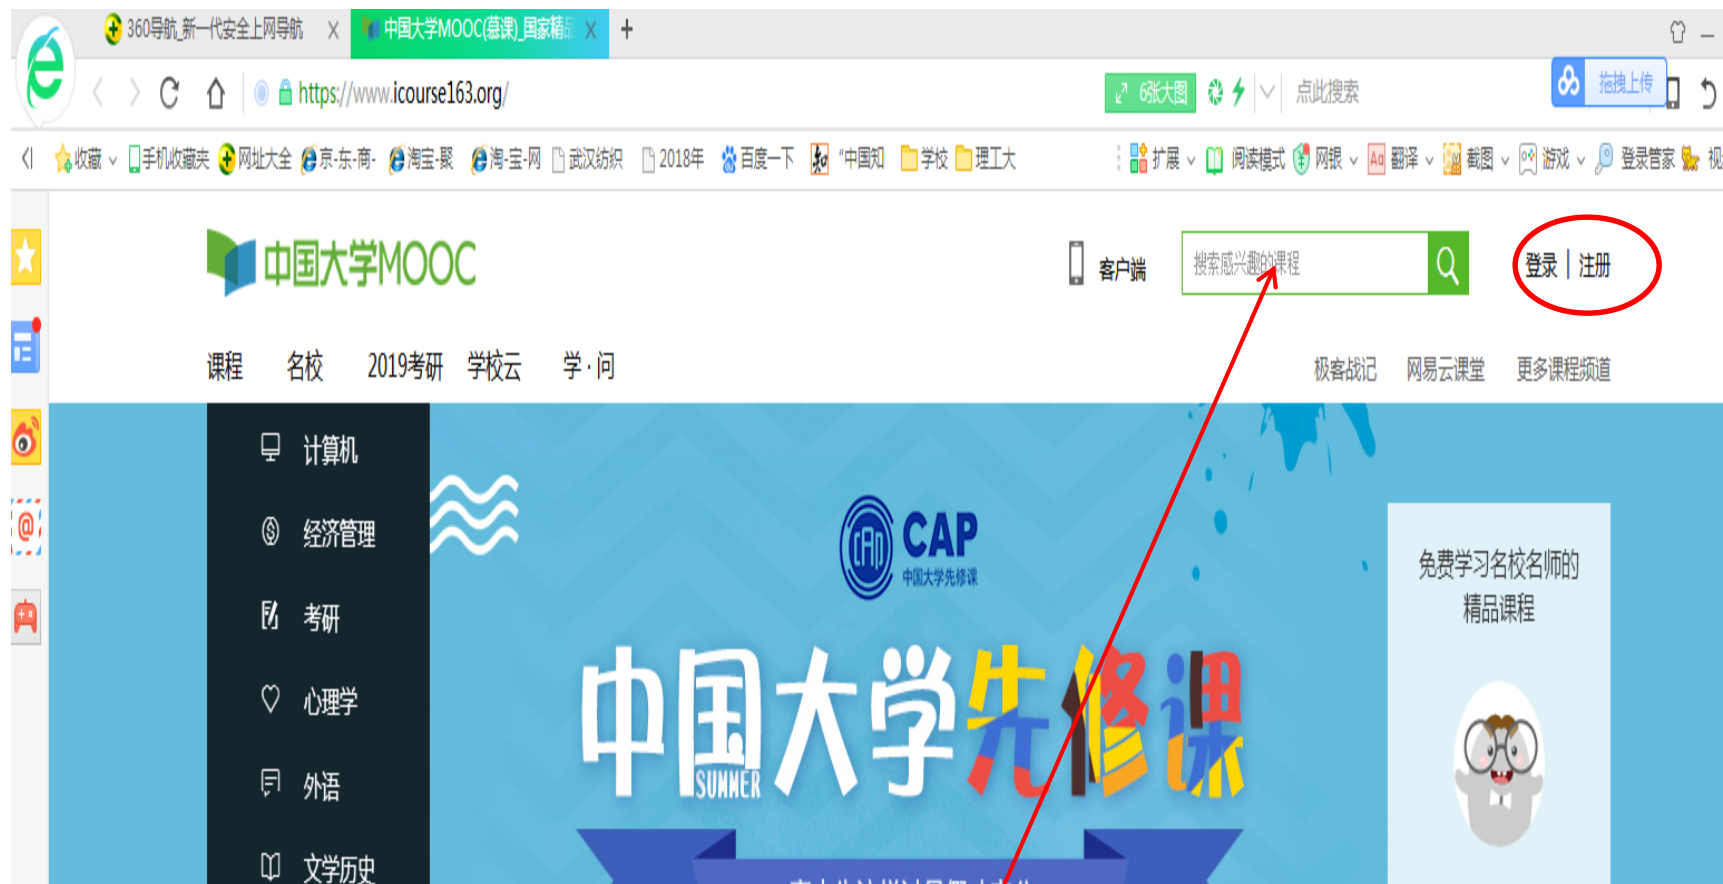 360导航_新一代安全上网导航
中国大学MOOC(慕课)_国家精品
https://www.icourse163.org/
6张大图
点此搜索
拖拽上传
收藏 手机收藏夹 网址大全 京-东-商- 淘宝-聚 淘-宝-网 武汉纺织 2018年 百度一下 "中国知 学校 理工大 扩展 阅读模式 网银 翻译 截图 游戏 登录管家
中国大学MOOC
客户端
搜索感兴趣的课程
登录 | 注册
课程 名校 2019考研 学校云 学·问
极客战记 网易云课堂 更多课程频道
计算机
经济管理
考研
心理学
外语
文学历史
CAP
中国大学先修课
中国大学先修课
SUMMER
免费学习名校名师的
精品课程